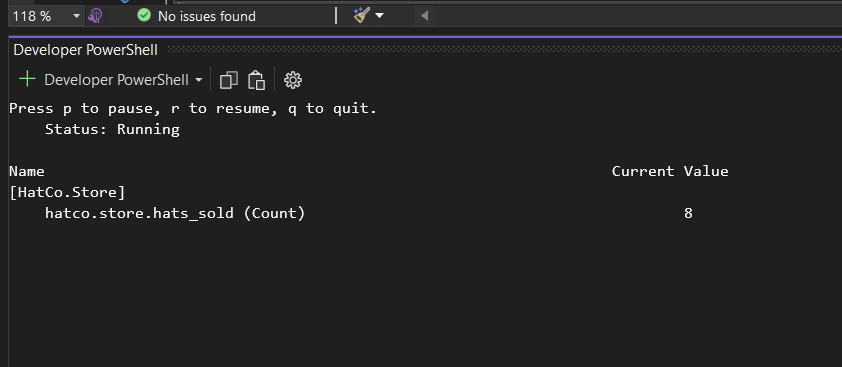 118 %
No issues found
Developer PowerShell
Developer PowerShell
Press p to pause, r to resume, q to quit.
    Status: Running
Name Current Value
[HatCo.Store]
    hatco.store.hats_sold (Count) 8